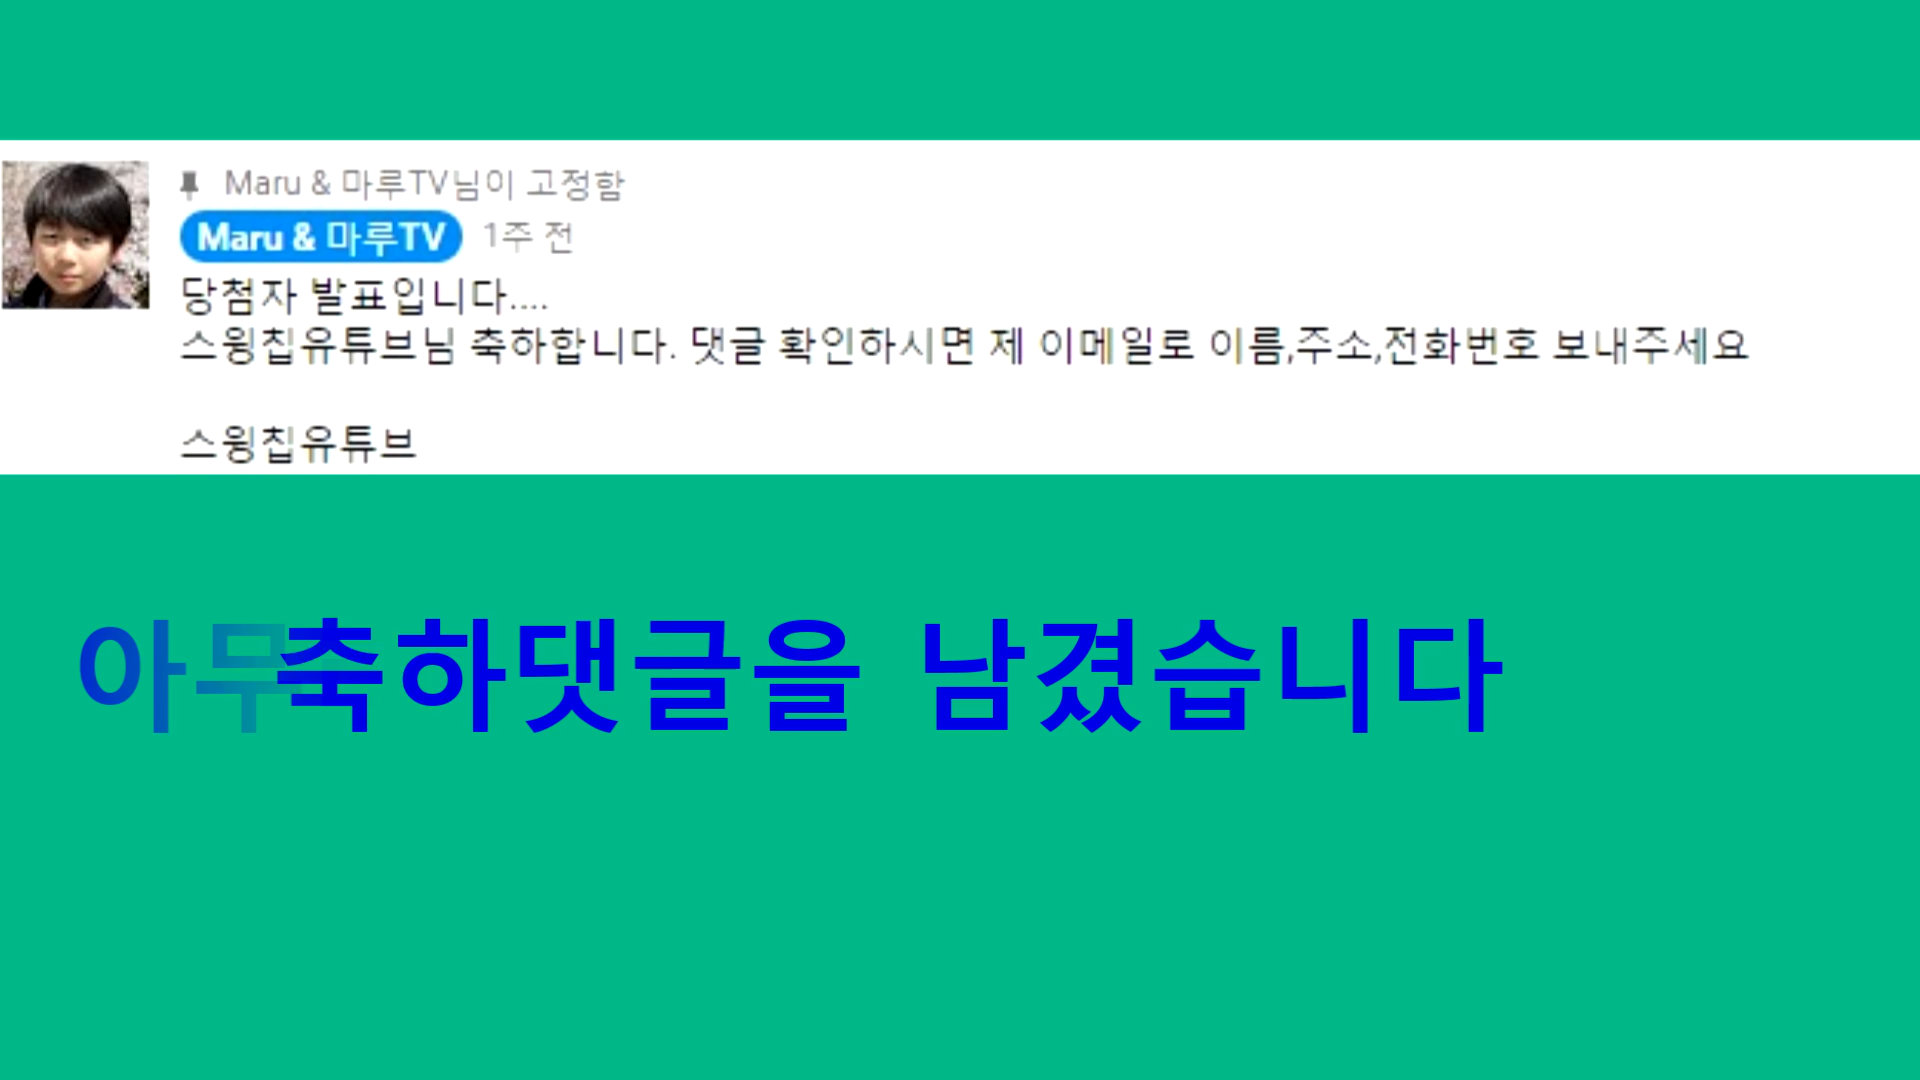 Maru & 마루TV님이 고정함
Maru & 마루TV 1주 전
당첨자 발표입니다....
스윙칩유튜브님 축하합니다. 댓글 확인하시면 제 이메일로 이름,주소,전화번호 보내주세요
스윙칩유튜브
아무축하댓글을 남겼습니다